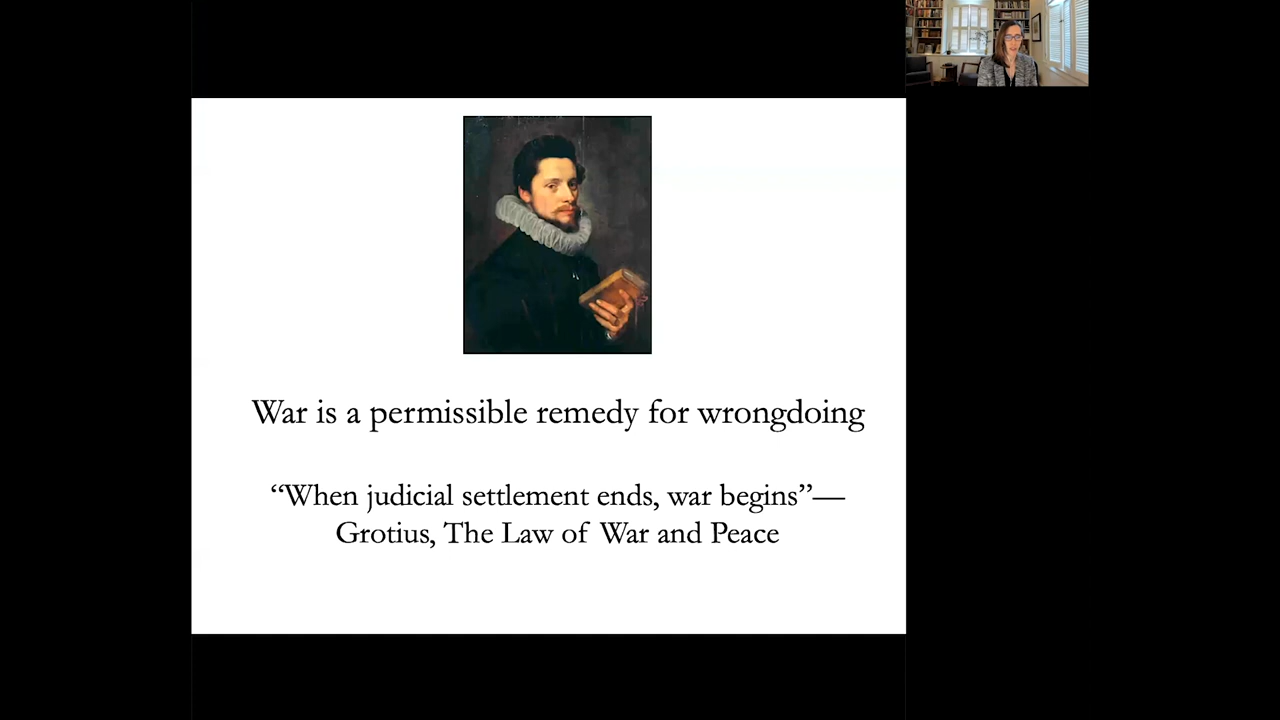 War is a permissible remedy for wrongdoing
“When judicial settlement ends, war begins”—
Grotius, The Law of War and Peace